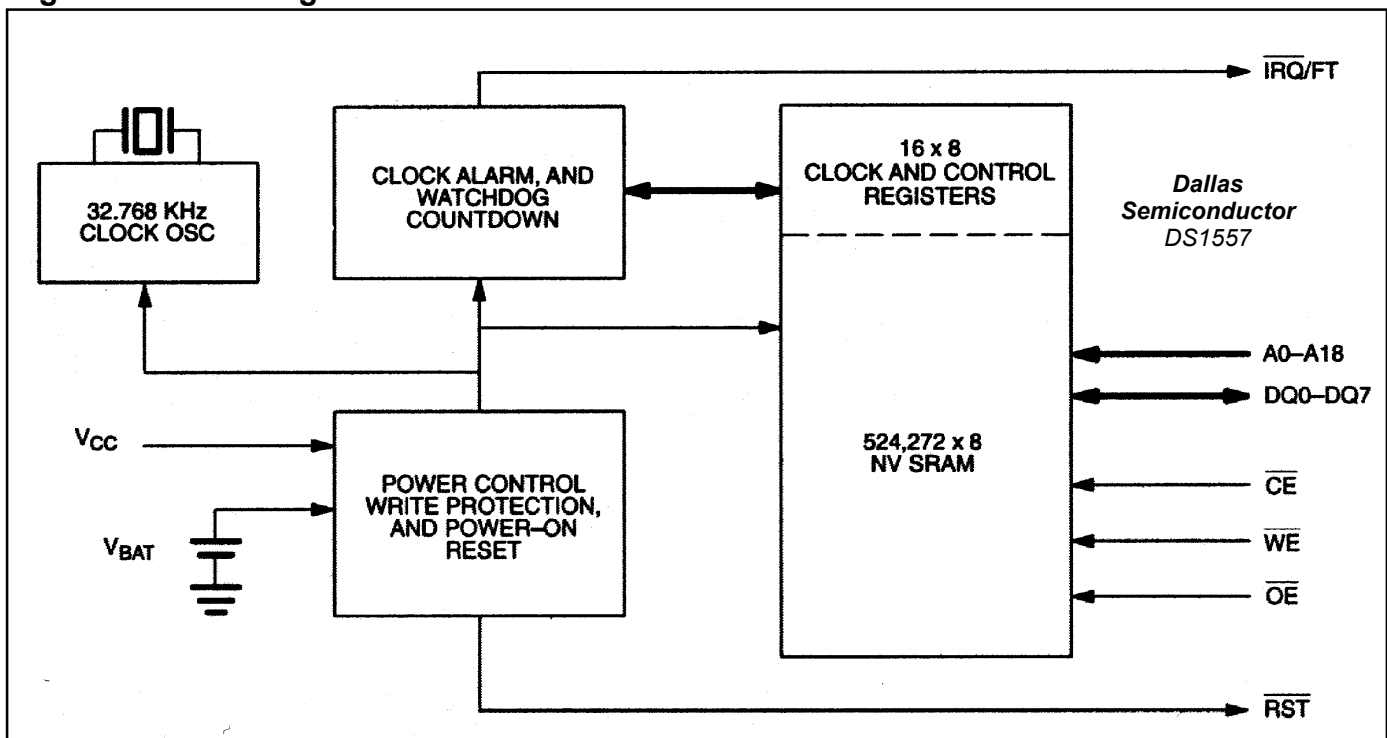 IRQ/FT
16 x 8
CLOCK AND CONTROL
REGISTERS
CLOCK ALARM, AND
WATCHDOG
COUNTDOWN
32.768 KHz
CLOCK OSC
Dallas
Semiconductor
DS1557
A0–A18
DQ0–DQ7
VCC
524,272 x 8
NV SRAM
POWER CONTROL
WRITE PROTECTION,
AND POWER–ON
RESET
VBAT
CE
WE
OE
RST